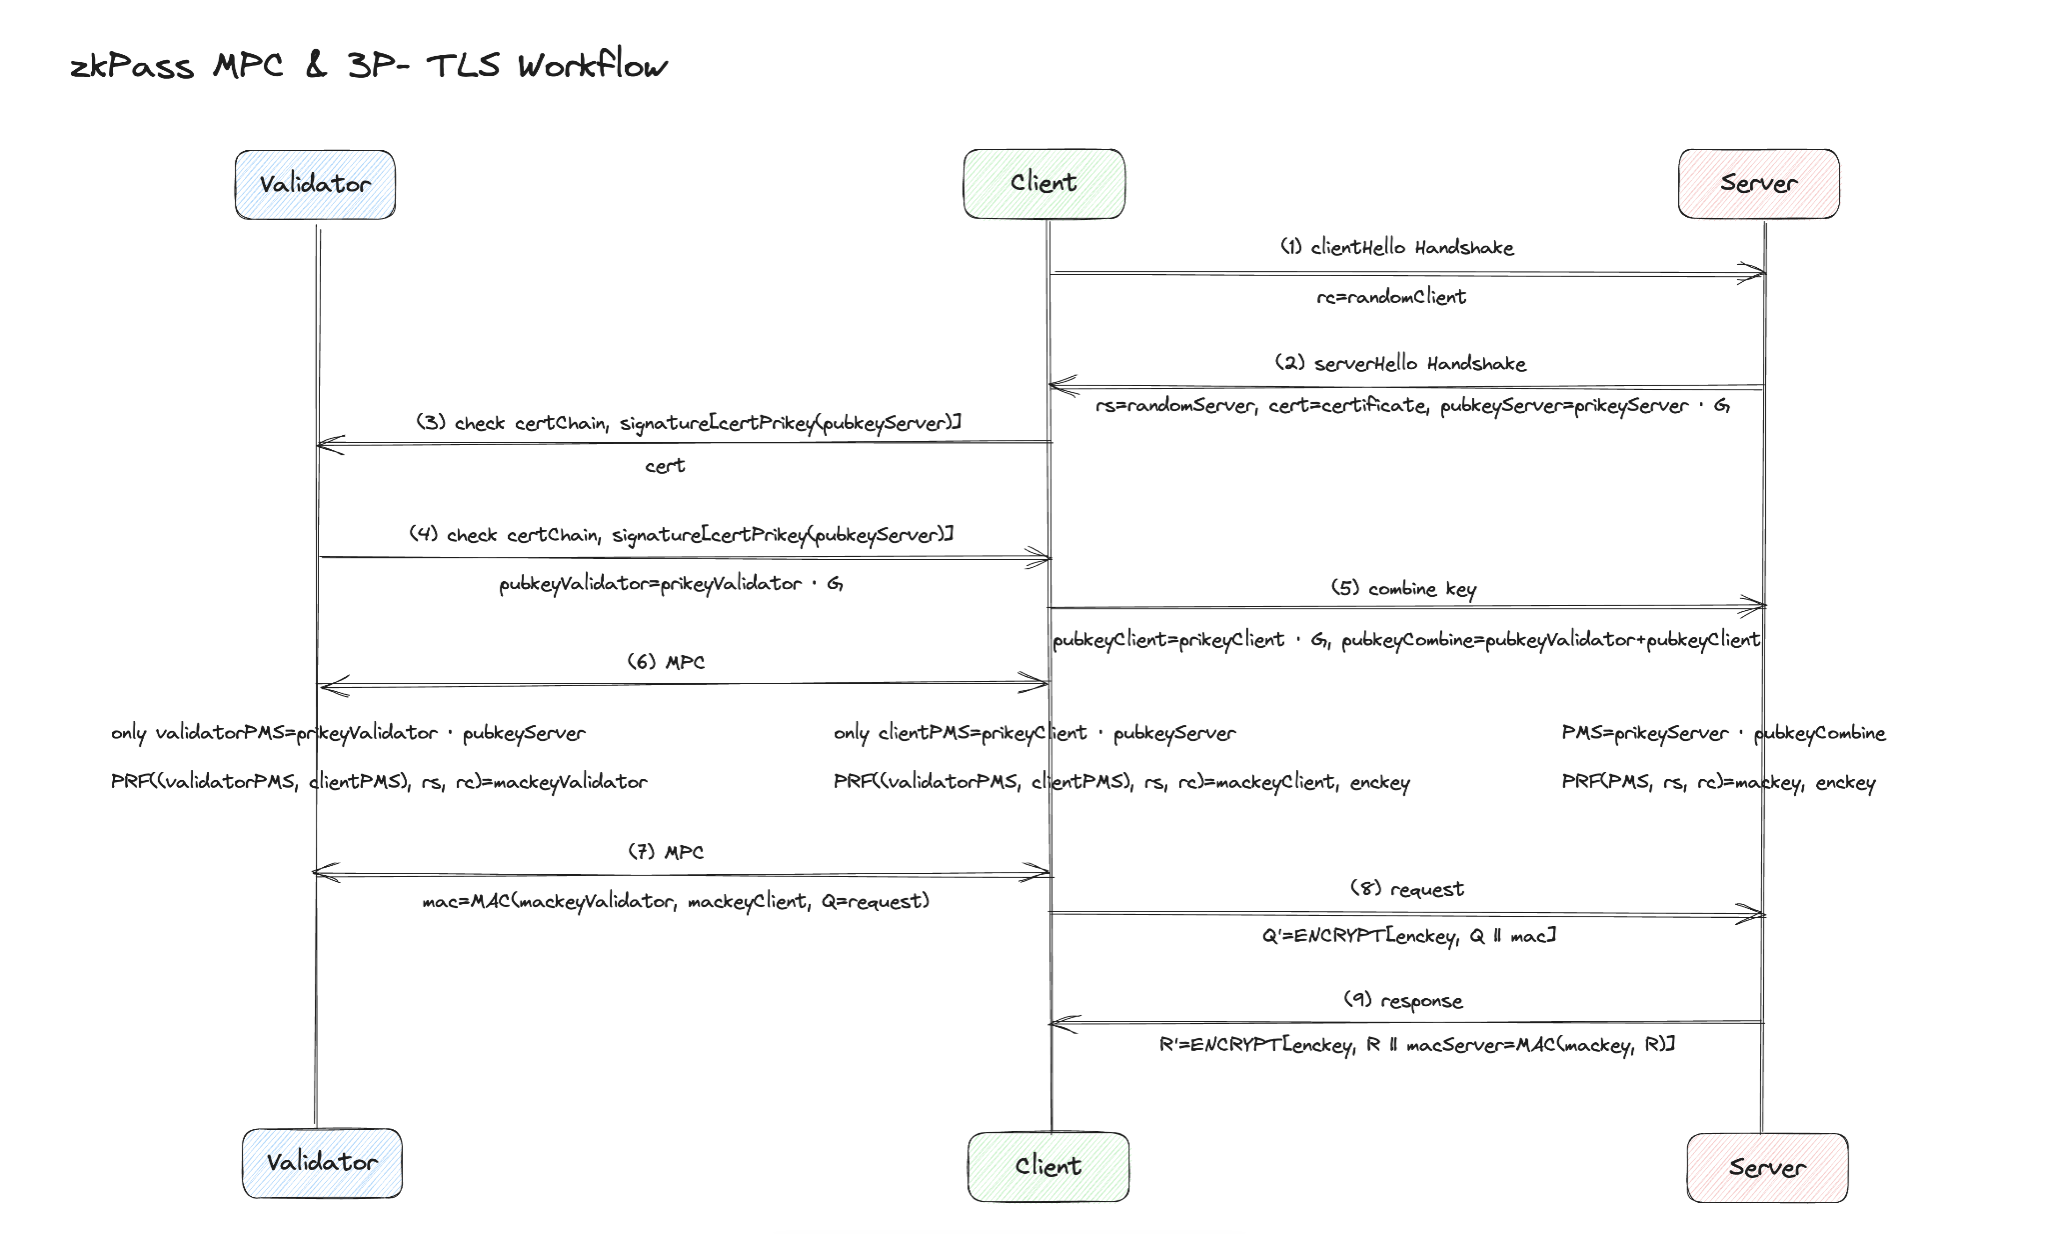 zkPass MPC & 3P- TLS Workflow
Validator
Client
Server
(1) clientHello Handshake
rc=randomClient
(2) serverHello Handshake
rs=randomServer, cert=certificate, pubkeyServer=prikeyServer · G
(3) check certChain, signature[certPrikey(pubkeyServer)]
cert
(4) check certChain, signature[certPrikey(pubkeyServer)]
pubkeyValidator=prikeyValidator · G
(5) combine key
pubkeyClient=prikeyClient · G, pubkeyCombine=pubkeyValidator+pubkeyClient
(6) MPC
only validatorPMS=prikeyValidator · pubkeyServer
only clientPMS=prikeyClient · pubkeyServer
PMS=prikeyServer · pubkeyCombine
PRF((validatorPMS, clientPMS), rs, rc)=mackeyValidator
PRF((validatorPMS, clientPMS), rs, rc)=mackeyClient, enckey
PRF(PMS, rs, rc)=mackey, enckey
(7) MPC
mac=MAC(mackeyValidator, mackeyClient, Q=request)
(8) request
Q'=ENCRYPT[enckey, Q || mac]
(9) response
R'=ENCRYPT[enckey, R || macServer=MAC(mackey, R)]
Validator
Client
Server